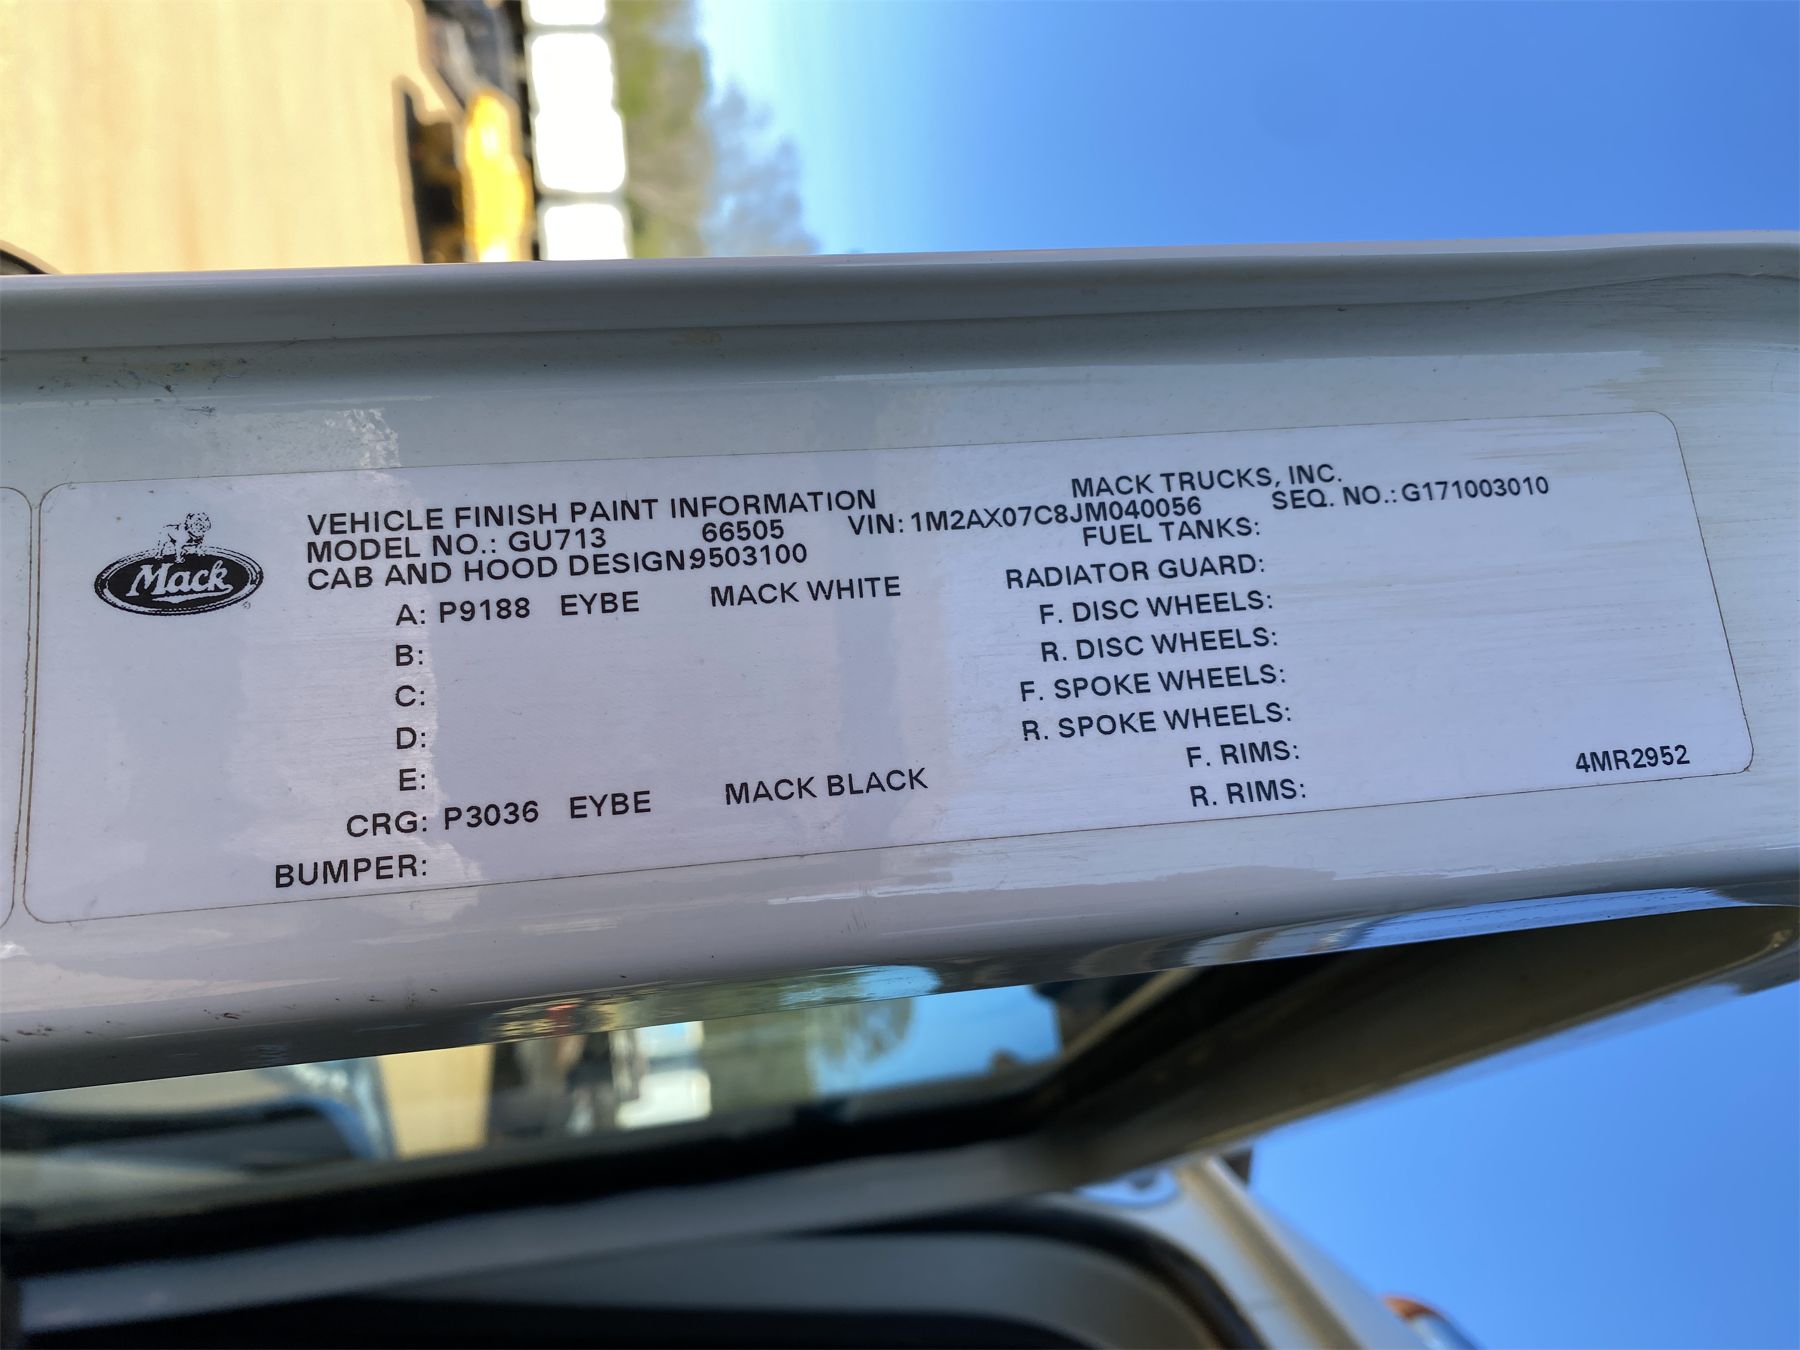 Mack
VEHICLE FINISH PAINT INFORMATION MACK TRUCKS, INC.
MODEL NO.: GU713 66505 VIN: 1M2AX07C8JM040056 SEQ. NO.: G171003010
CAB AND HOOD DESIGN9503100 FUEL TANKS:
A: P9188 EYBE MACK WHITE RADIATOR GUARD:
B: F. DISC WHEELS:
C: R. DISC WHEELS:
D: F. SPOKE WHEELS:
E: R. SPOKE WHEELS:
CRG: P3036 EYBE MACK BLACK F. RIMS:
BUMPER: R. RIMS: 4MR2952